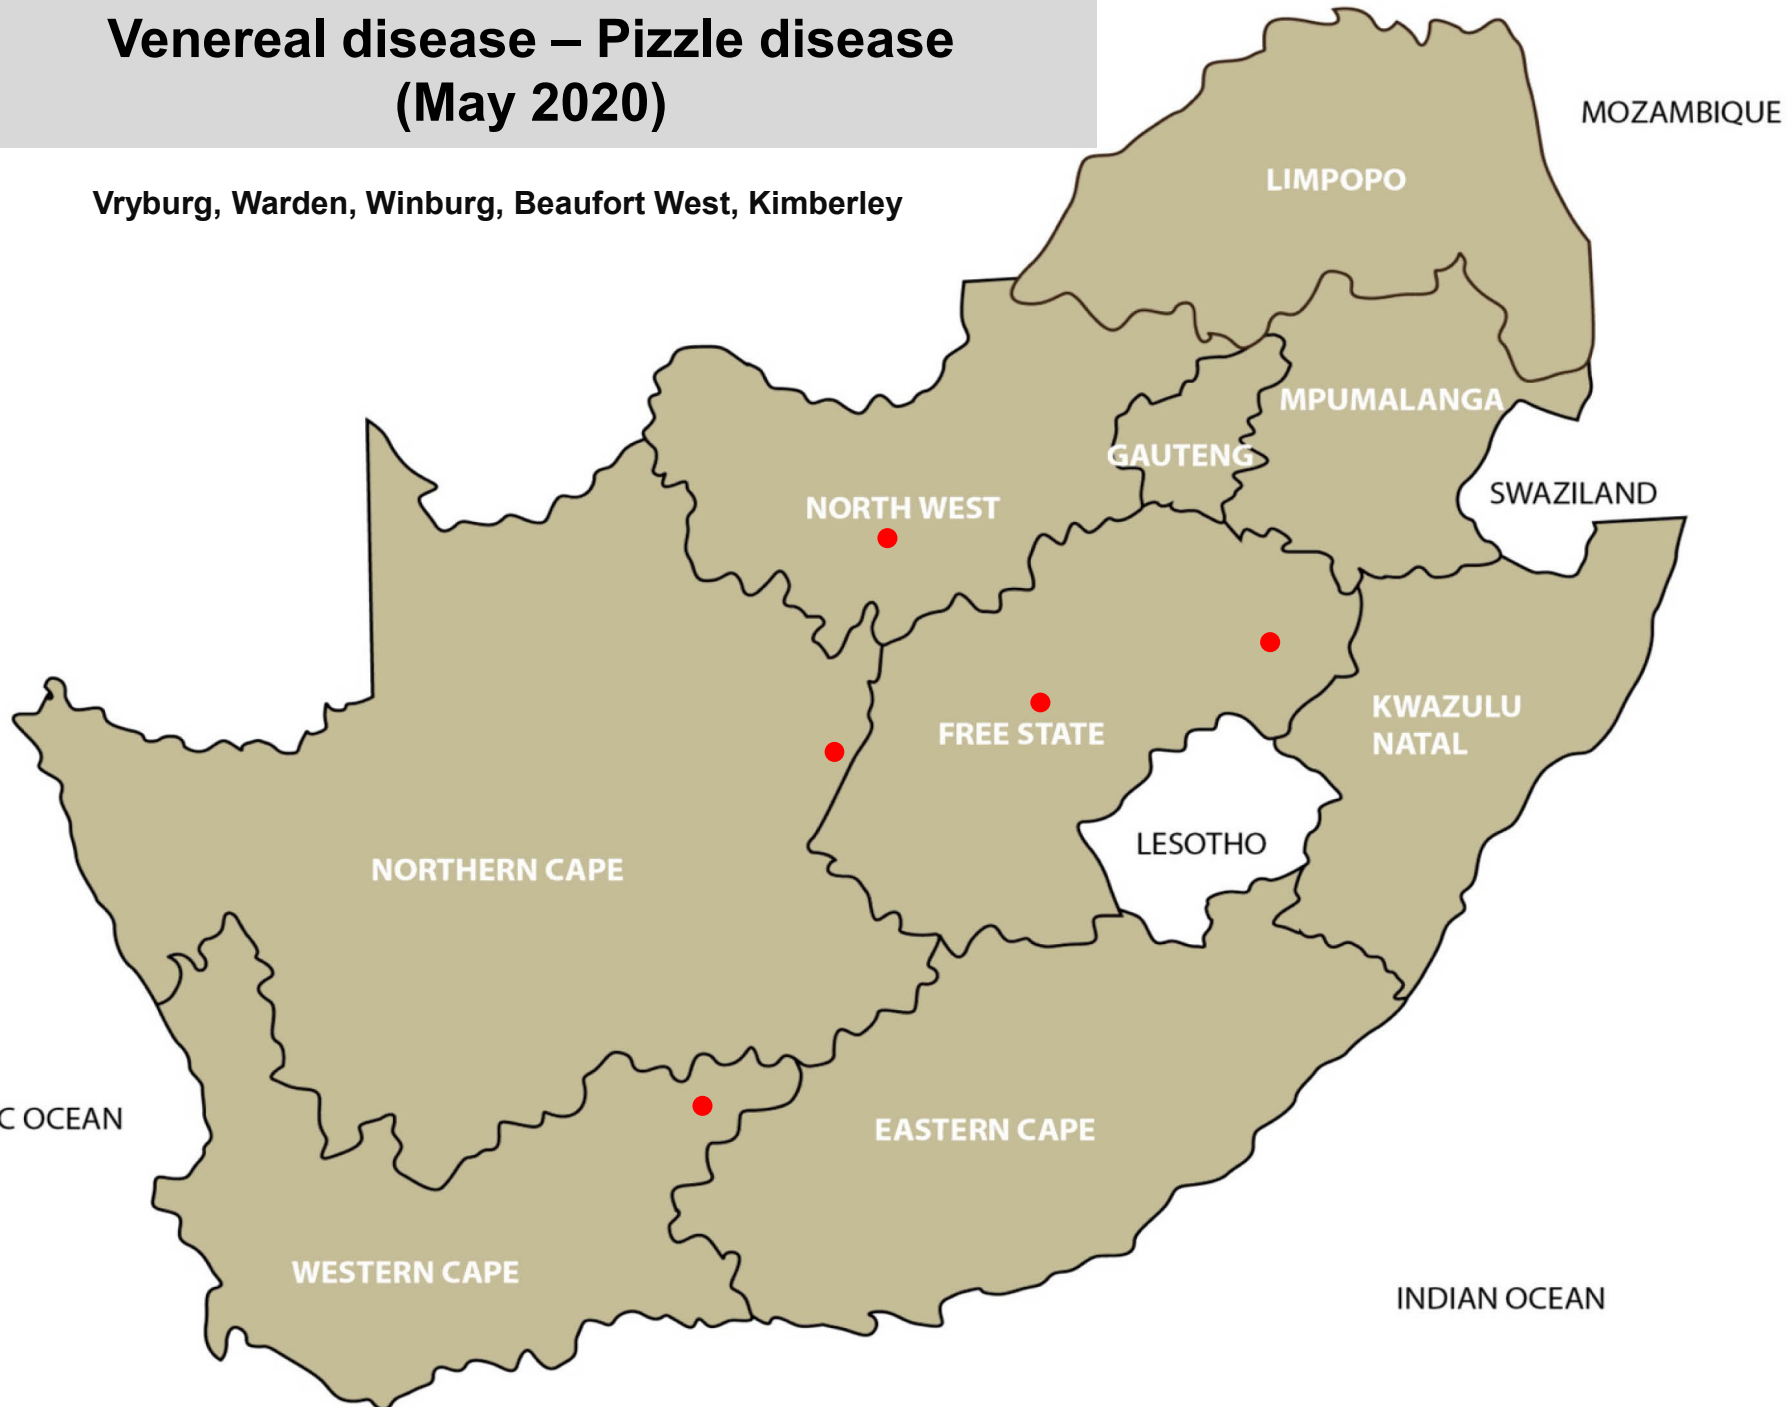 Venereal disease – Pizzle disease
(May 2020)
MOZAMBIQUE
LIMPOPO
Vryburg, Warden, Winburg, Beaufort West, Kimberley
MPUMALANGA
GAUTENG
SWAZILAND
NORTH WEST
KWAZULU
NATAL
FREE STATE
LESOTHO
NORTHERN CAPE
C OCEAN
EASTERN CAPE
WESTERN CAPE
INDIAN OCEAN